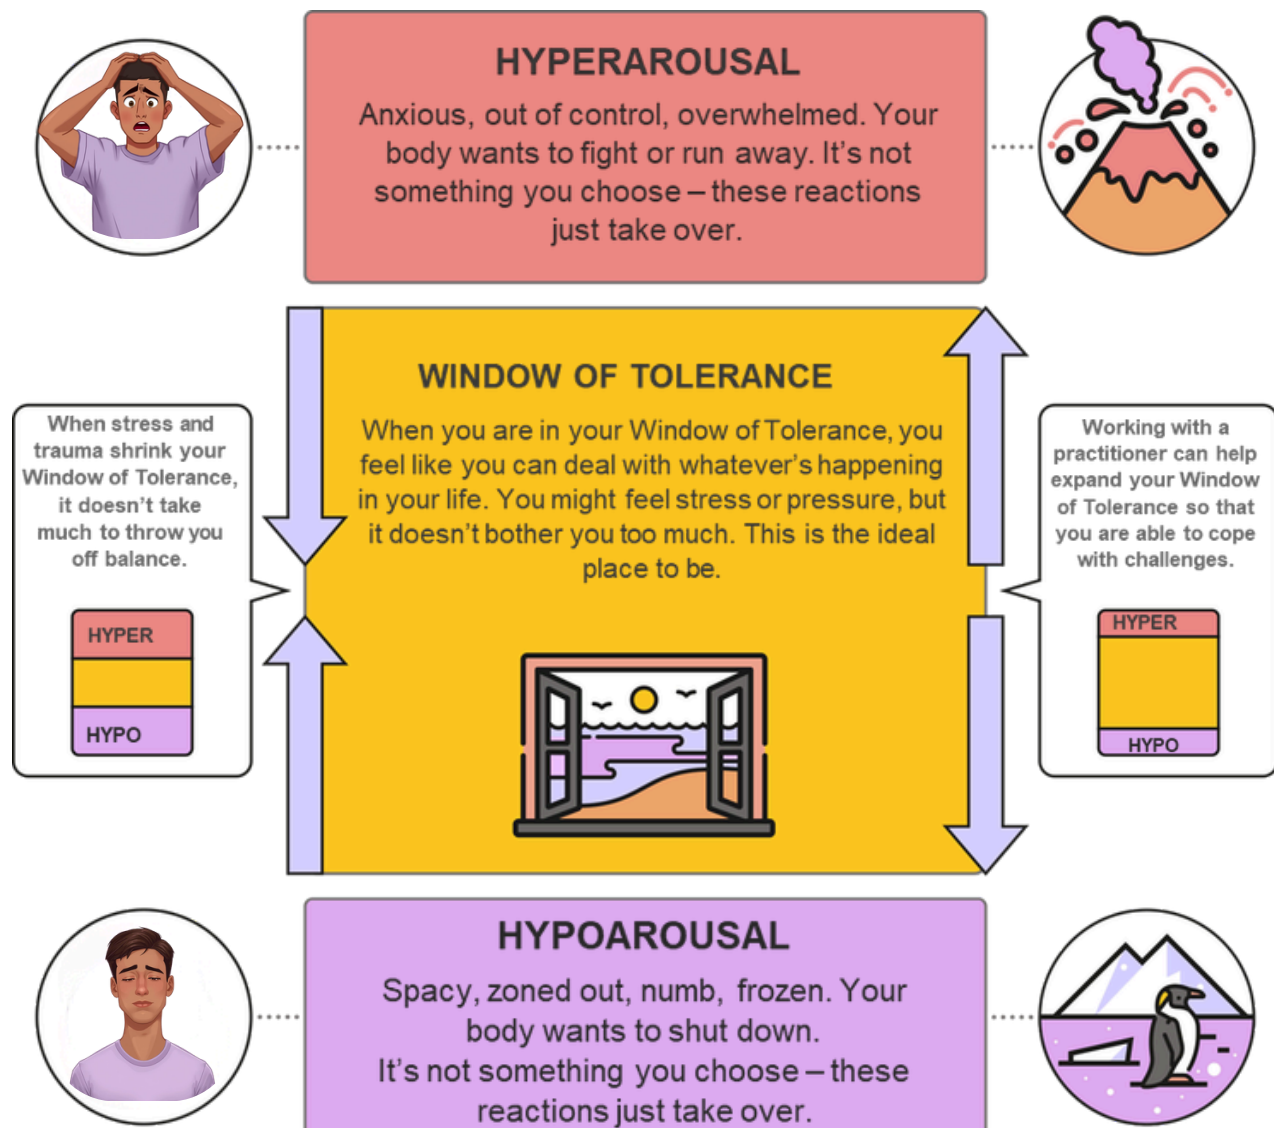 HYPERAROUSAL
Anxious, out of control, overwhelmed. Your
body wants to fight or run away. It's not
something you choose – these reactions
just take over.
WINDOW OF TOLERANCE
When you are in your Window of Tolerance, you
feel like you can deal with whatever's happening
in your life. You might feel stress or pressure, but
it doesn't bother you too much. This is the ideal
place to be.
When stress and
trauma shrink your
Window of Tolerance,
it doesn't take
much to throw you
off balance.
HYPER
HYPO
Working with a
practitioner can help
expand your Window
of Tolerance so that
you are able to cope
with challenges.
HYPER
HYPO
HYPOAROUSAL
Spacy, zoned out, numb, frozen. Your
body wants to shut down.
It's not something you choose – these
reactions just take over.